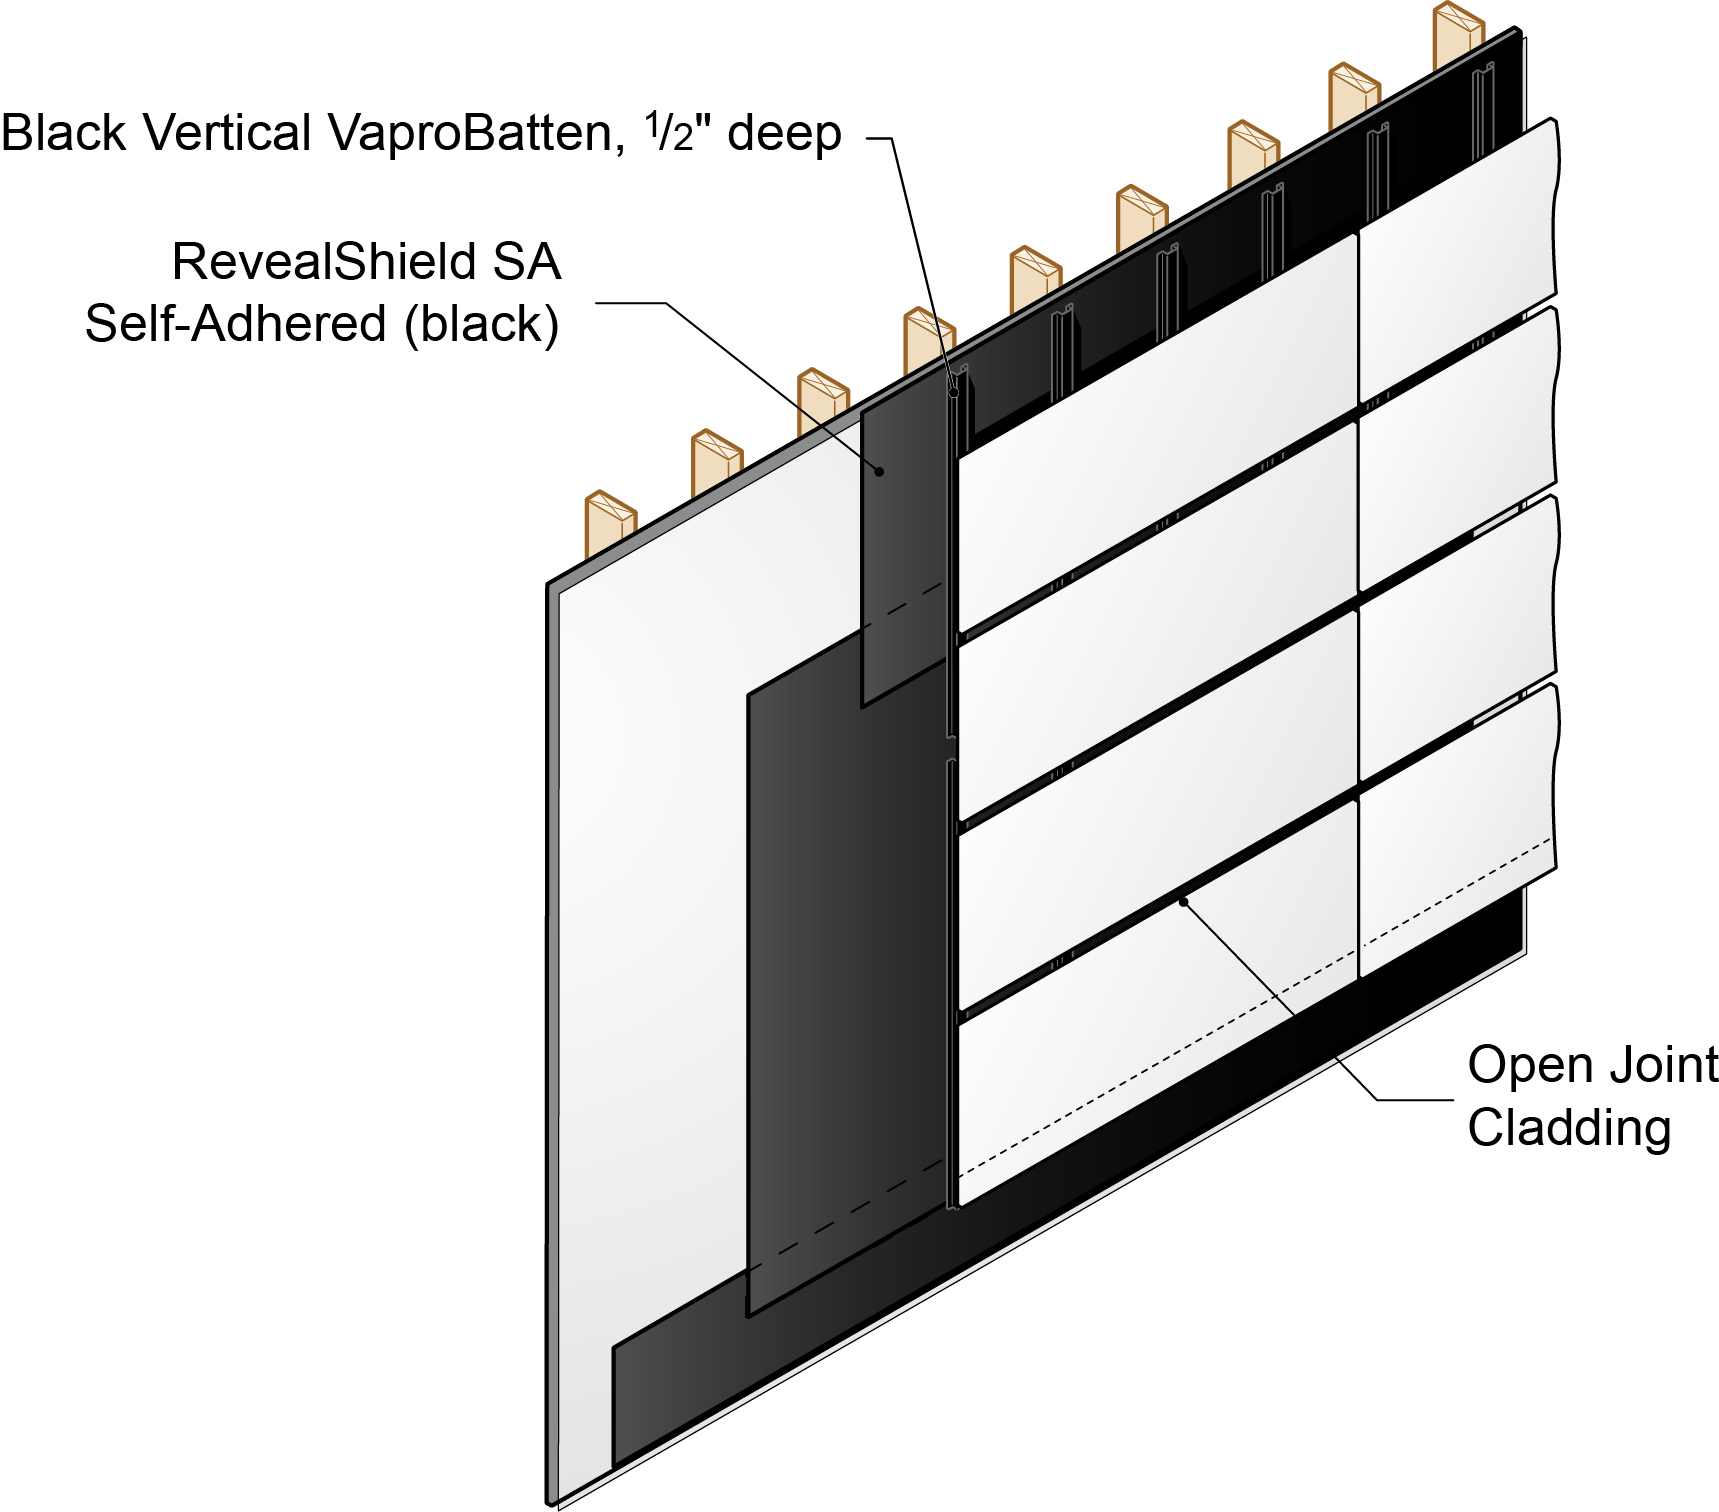 Black Vertical VaproBatten, 1/2" deep
RevealShield SA
Self-Adhered (black)
Open Joint
Cladding